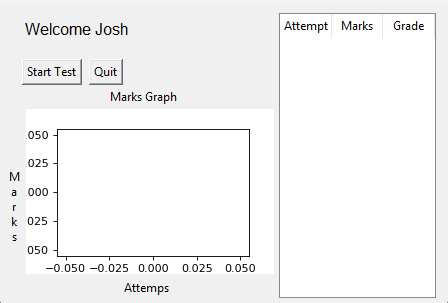 Welcome Josh
Start Test Quit
Marks Graph
.050
.025
.000
.025
.050
Marks
−0.050 −0.025 0.000 0.025 0.050
Attemps
Attempt Marks Grade